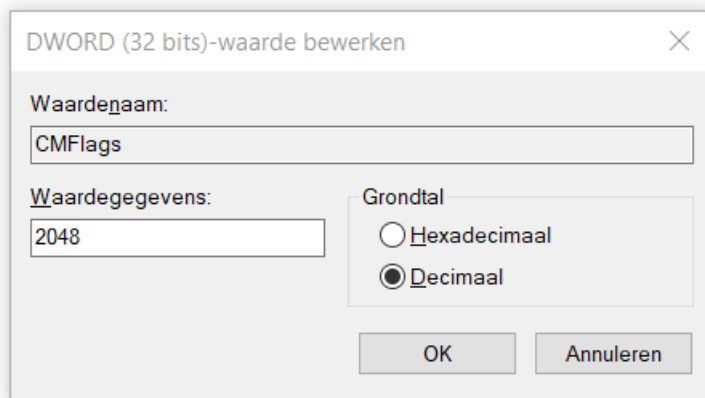 DWORD (32 bits)-waarde bewerken
Waardenaam:
CMFlags
Waardegegevens:
2048
Grondtal
Hexadecimaal
Decimaal
OK
Annuleren